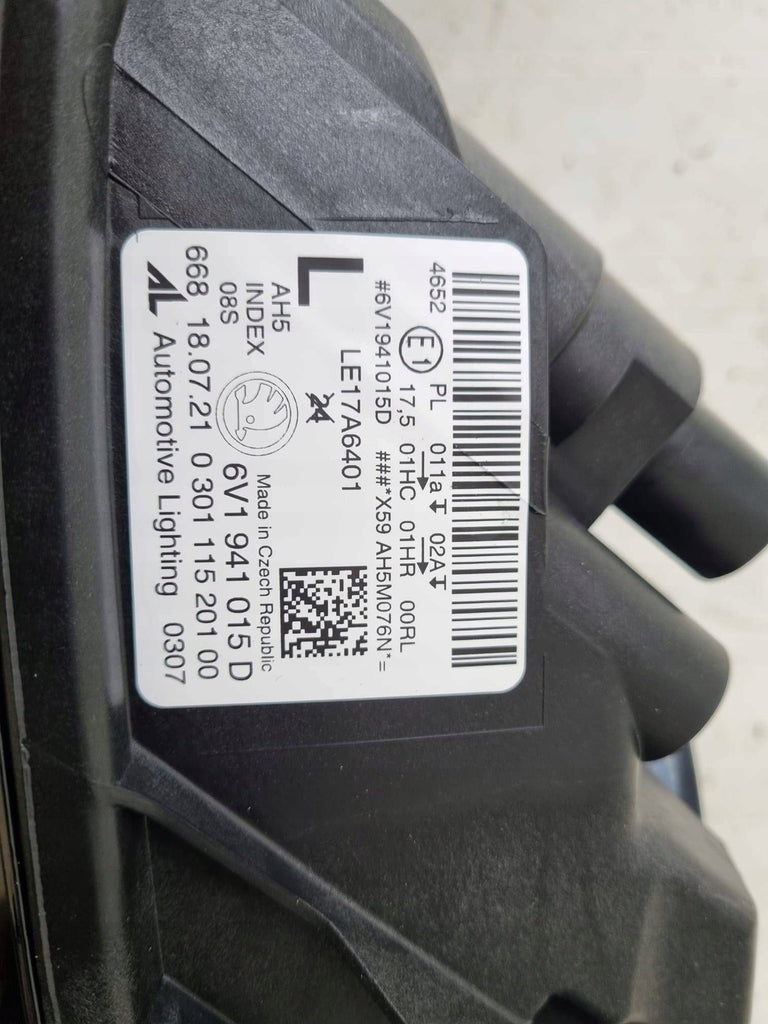 4652 E1 PL 011a 02A
17,5 01HC 01HR 00RL
#6V1941015D ###*X59 AH5M076N*=
L LE17A6401
24
AH5
INDEX
08S
Made in Czech Republic
6V1 941 015 D
668 18.07.21 0 301 115 201 00
AL Automotive Lighting 0307